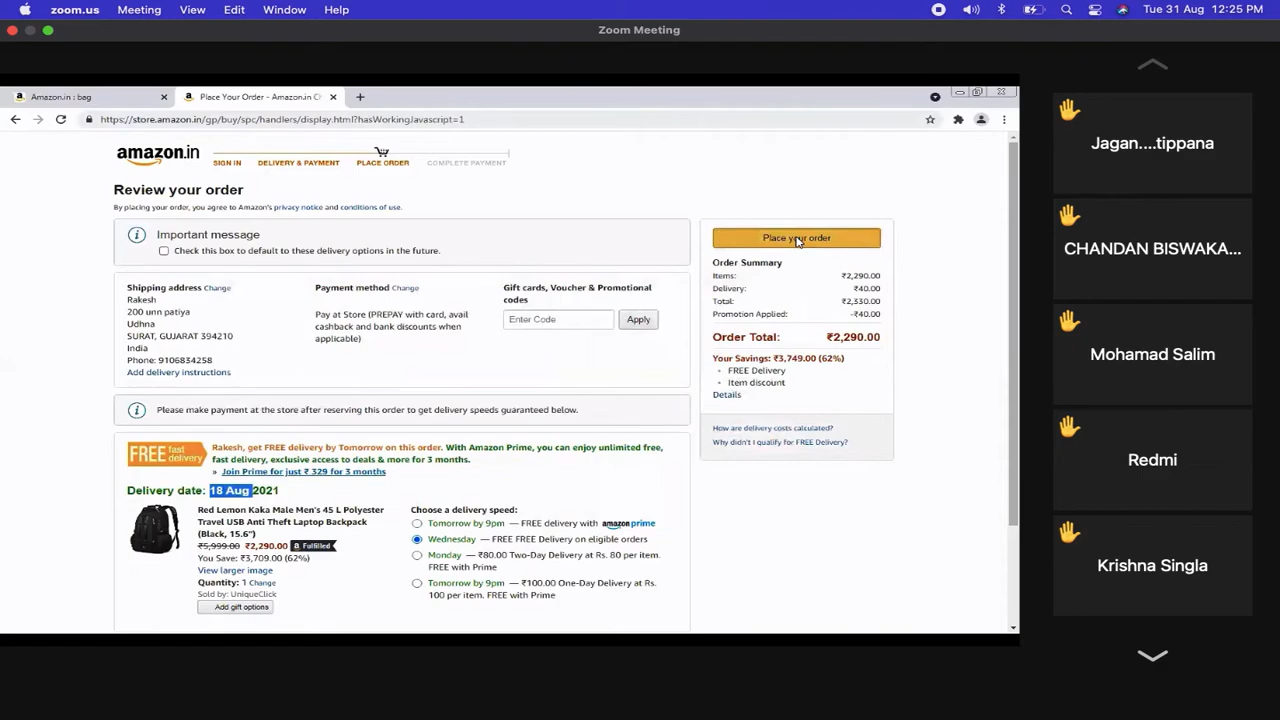 zoom.us Meeting View Edit Window Help Tue 31 Aug 12:25 PM
Zoom Meeting
Amazon.in : bag
Place Your Order - Amazon.in C
https://store.amazon.in/gp/buy/spc/handlers/display.html?hasWorkingJavascript=1
amazon.in
SIGN IN DELIVERY & PAYMENT PLACE ORDER COMPLETE PAYMENT
Review your order
By placing your order, you agree to Amazon's privacy notice and conditions of use.
Important message
Check this box to default to these delivery options in the future.
Shipping address Change
Rakesh
200 unn patiya
Udhna
SURAT, GUJARAT 394210
India
Phone: 9106834258
Add delivery instructions
Payment method Change
Pay at Store (PREPAY with card, avail
cashback and bank discounts when
applicable)
Gift cards, Voucher & Promotional
codes
Enter Code
Apply
Please make payment at the store after reserving this order to get delivery speeds guaranteed below.
FREE fast
delivery
Rakesh, get FREE delivery by Tomorrow on this order. With Amazon Prime, you can enjoy unlimited free,
fast delivery, exclusive access to deals & more for 3 months.
» Join Prime for just ₹ 329 for 3 months
Delivery date: 18 Aug 2021
Red Lemon Kaka Male Men's 45 L Polyester
Travel USB Anti Theft Laptop Backpack
(Black, 15.6")
₹5,999.00 ₹2,290.00 a Fulfilled
You Save: ₹3,709.00 (62%)
View larger image
Quantity: 1 Change
Sold by: UniqueClick
Add gift options
Choose a delivery speed:
Tomorrow by 9pm — FREE delivery with amazon prime
Wednesday — FREE FREE Delivery on eligible orders
Monday — ₹80.00 Two-Day Delivery at Rs. 80 per item.
FREE with Prime
Tomorrow by 9pm — ₹100.00 One-Day Delivery at Rs.
100 per item. FREE with Prime
Place your order
Order Summary
Items: ₹2,290.00
Delivery: ₹40.00
Total: ₹2,330.00
Promotion Applied: -₹40.00
Order Total: ₹2,290.00
Your Savings: ₹3,749.00 (62%)
FREE Delivery
Item discount
Details
How are delivery costs calculated?
Why didn't I qualify for FREE Delivery?
Jagan....tippana
CHANDAN BISWAKA...
Mohamad Salim
Redmi
Krishna Singla